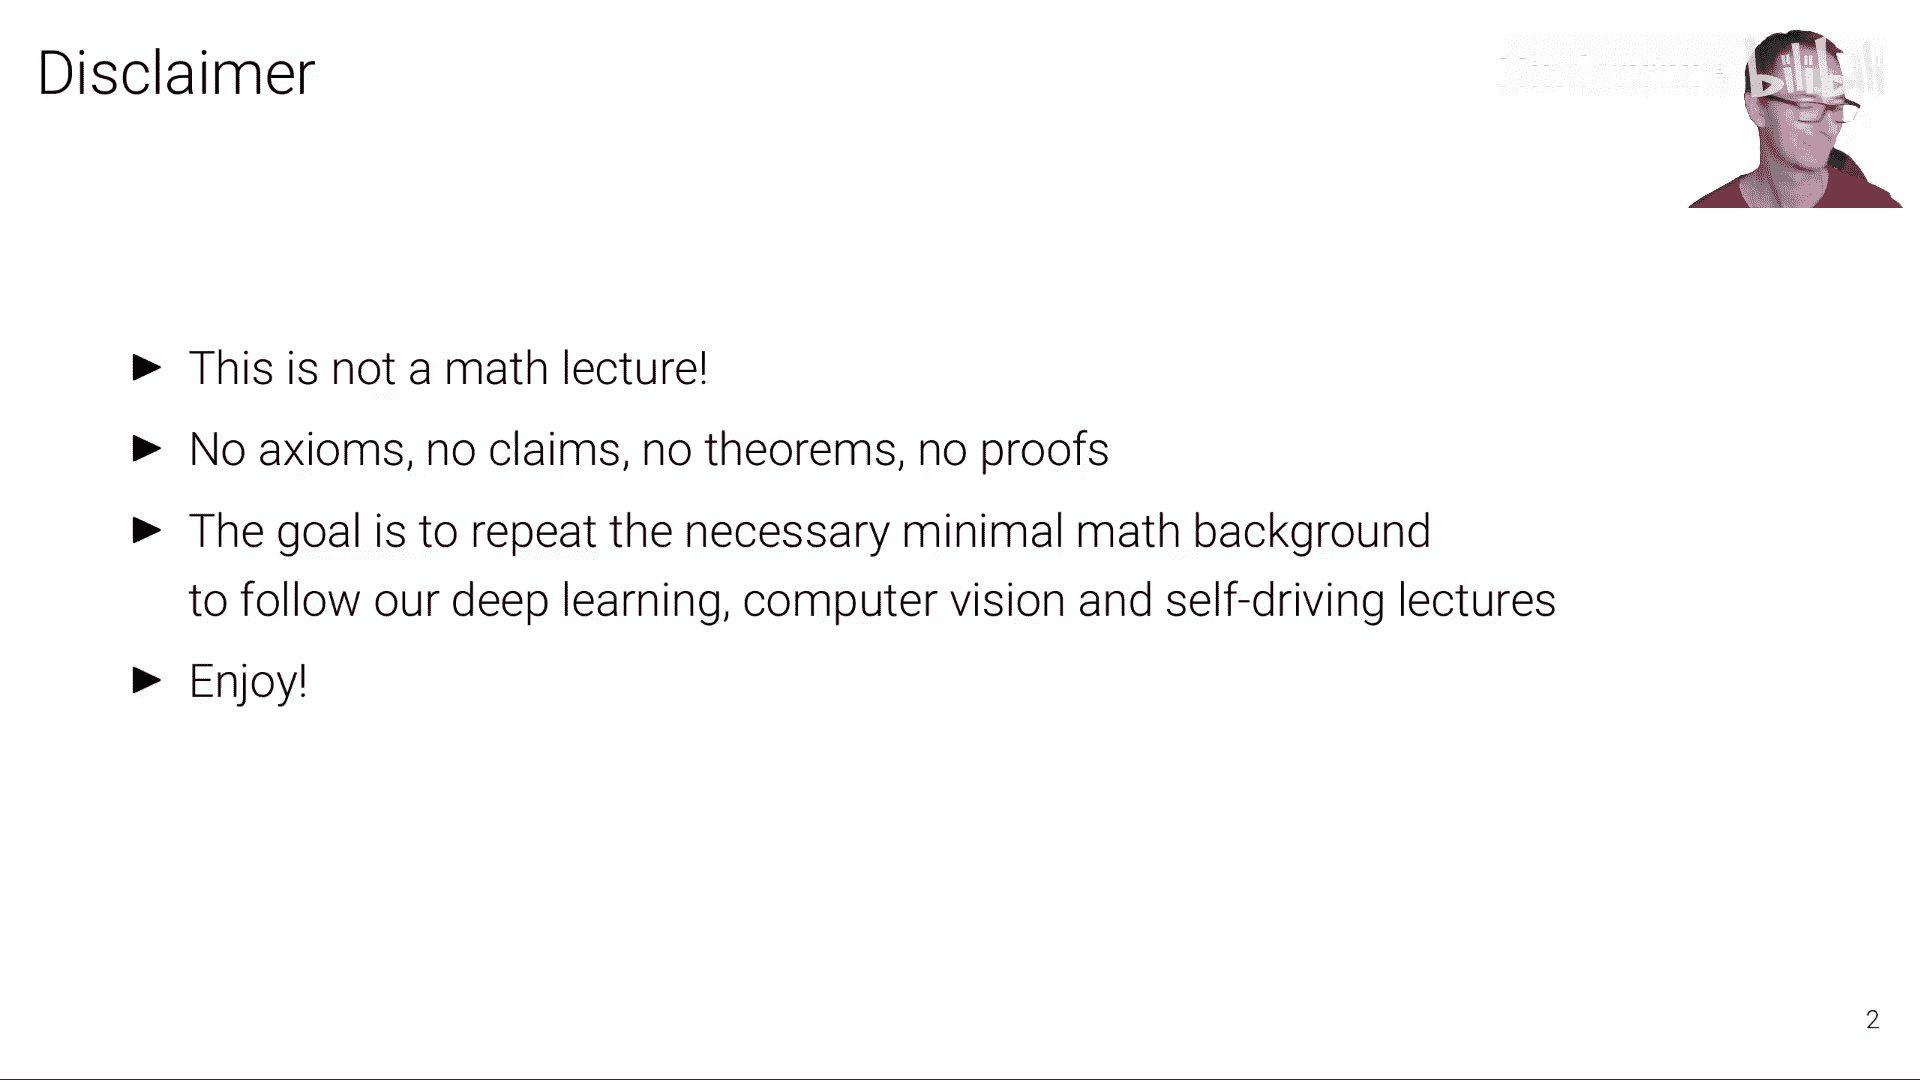 Disclaimer
bilibili
► This is not a math lecture!
► No axioms, no claims, no theorems, no proofs
► The goal is to repeat the necessary minimal math background
to follow our deep learning, computer vision and self-driving lectures
► Enjoy!
2